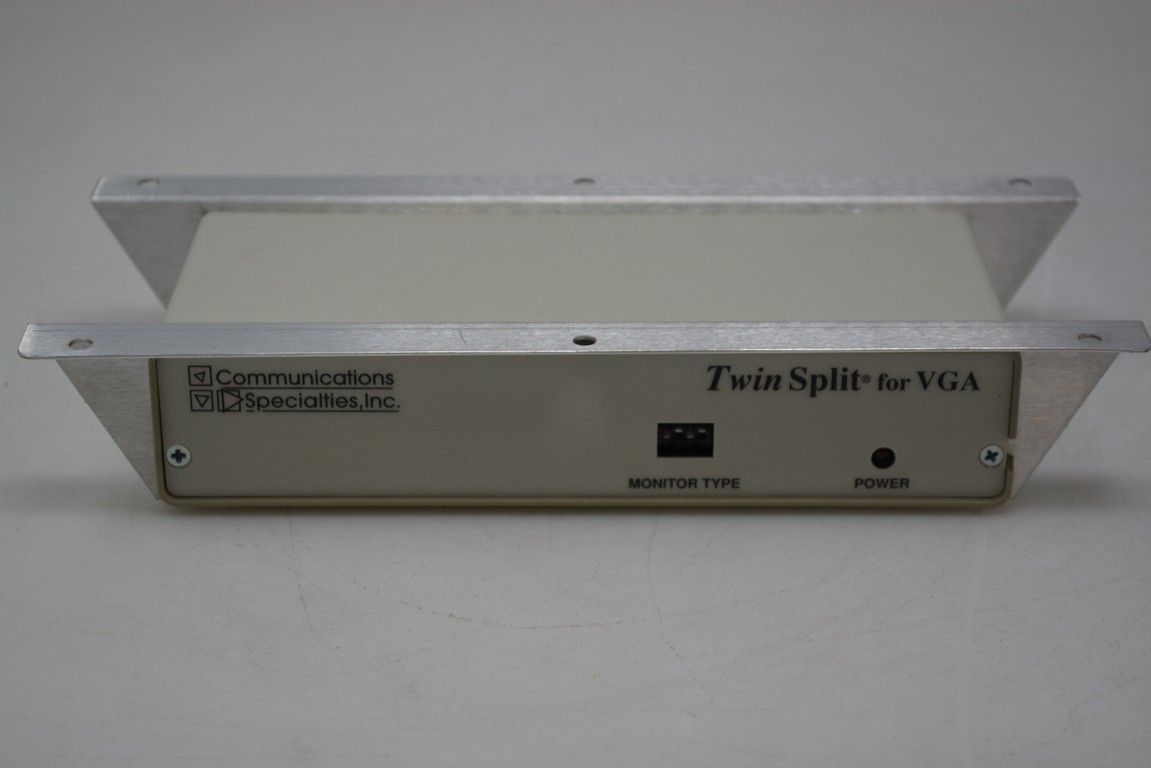 Communications
Specialties, Inc.
Twin Split® for VGA
MONITOR TYPE
POWER